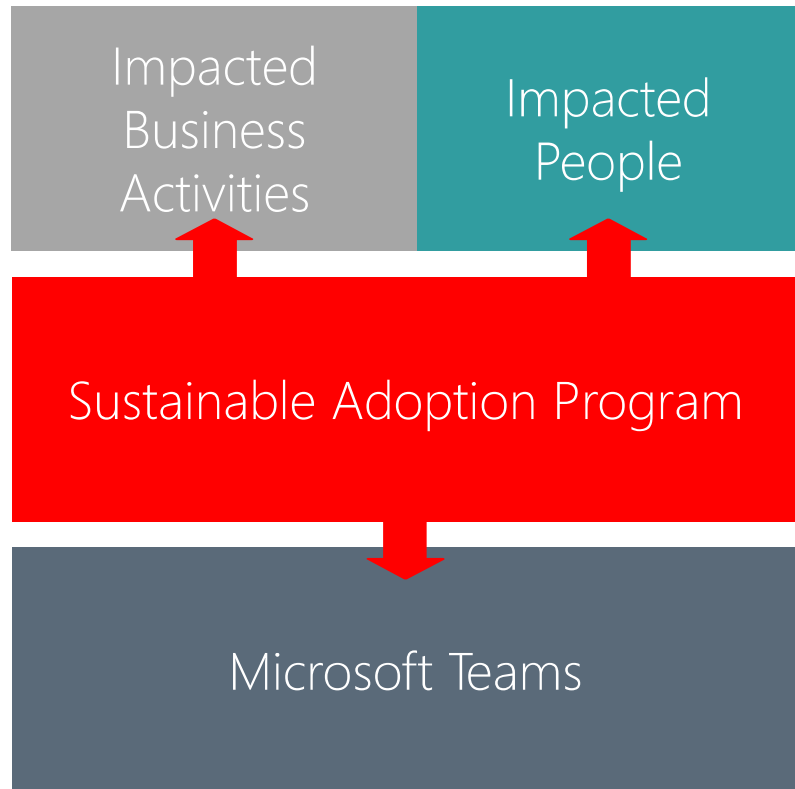 Impacted
Business
Activities
Impacted
People
Sustainable Adoption Program
Microsoft Teams